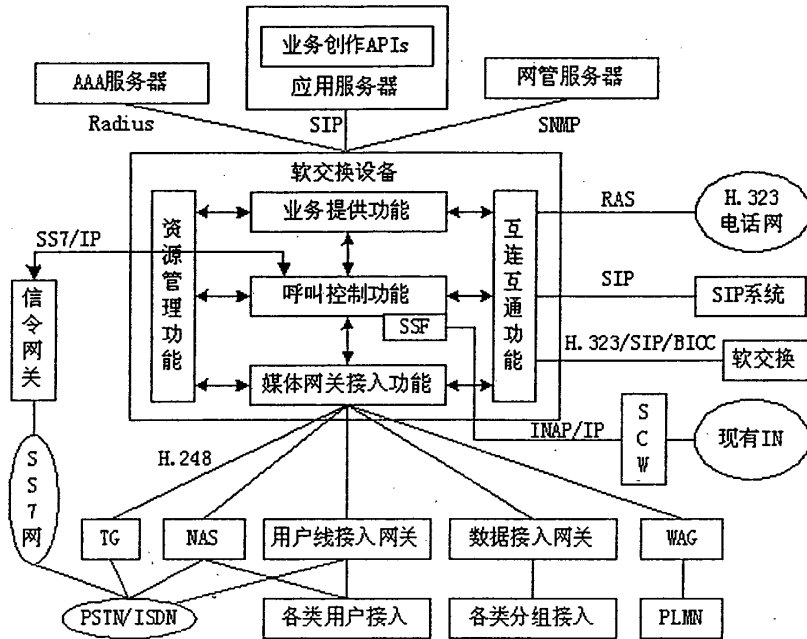 业务创作APIs
AAA服务器
应用服务器
网管服务器
Radius
SIP
SNMP
软交换设备
资源管理功能
业务提供功能
互连互通功能
RAS
H.323
电话网
SS7/IP
信令网关
呼叫控制功能
SSF
SIP
SIP系统
H.323/SIP/BICC
软交换
媒体网关接入功能
INAP/IP
SCW
现有IN
H.248
SS7网
TG
NAS
用户线接入网关
数据接入网关
WAG
PSTN/ISDN
各类用户接入
各类分组接入
PLMN